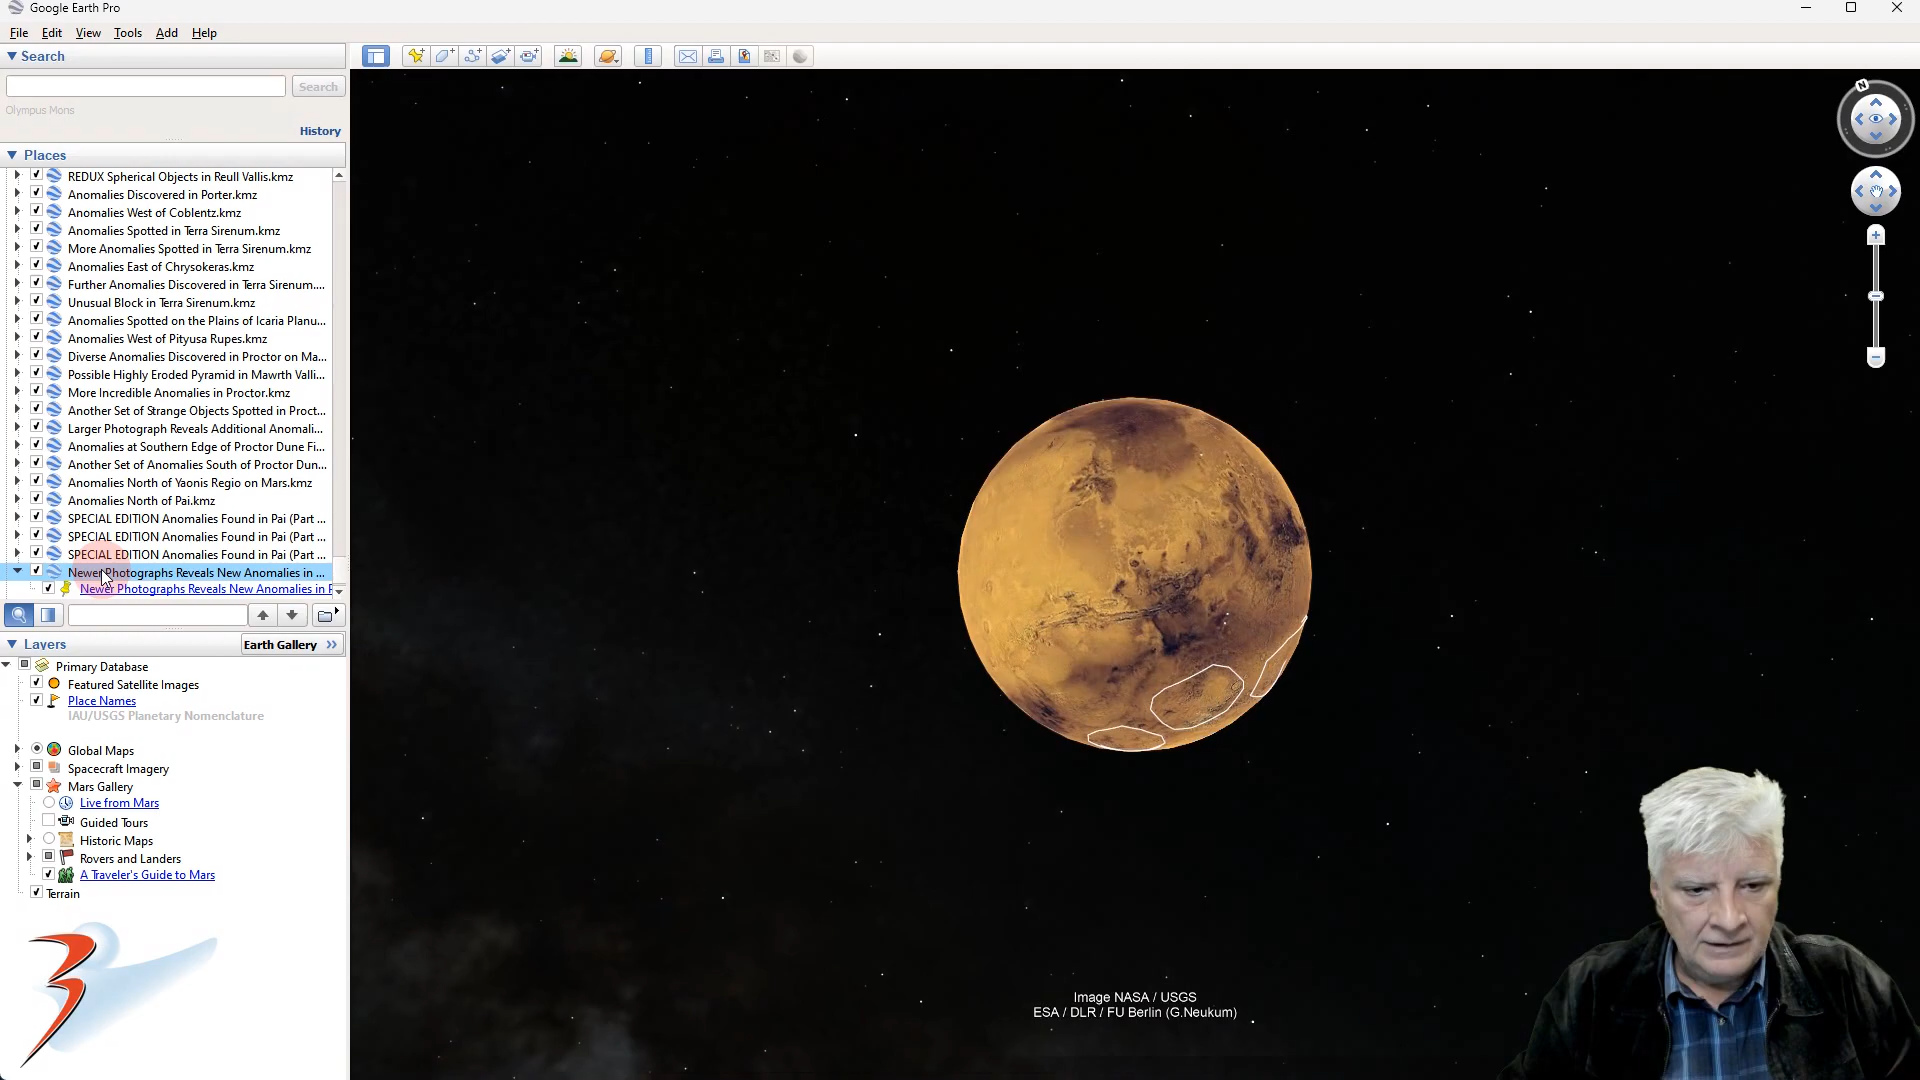 Google Earth Pro
File Edit View Tools Add Help
Search
Search
Olympus Mons
History
Places
REDUX Spherical Objects in Reull Vallis.kmz
Anomalies Discovered in Porter.kmz
Anomalies West of Coblentz.kmz
Anomalies Spotted in Terra Sirenum.kmz
More Anomalies Spotted in Terra Sirenum.kmz
Anomalies East of Chrysokeras.kmz
Further Anomalies Discovered in Terra Sirenum....
Unusual Block in Terra Sirenum.kmz
Anomalies Spotted on the Plains of Icaria Planu...
Anomalies West of Pityusa Rupes.kmz
Diverse Anomalies Discovered in Proctor on Ma...
Possible Highly Eroded Pyramid in Mawrth Valli...
More Incredible Anomalies in Proctor.kmz
Another Set of Strange Objects Spotted in Proct...
Larger Photograph Reveals Additional Anomali...
Anomalies at Southern Edge of Proctor Dune Fi...
Another Set of Anomalies South of Proctor Dun...
Anomalies North of Yaonis Regio on Mars.kmz
Anomalies North of Pai.kmz
SPECIAL EDITION Anomalies Found in Pai (Part ...
SPECIAL EDITION Anomalies Found in Pai (Part ...
SPECIAL EDITION Anomalies Found in Pai (Part ...
Newer Photographs Reveals New Anomalies in ...
Newer Photographs Reveals New Anomalies in
Layers
Earth Gallery >>
Primary Database
Featured Satellite Images
Place Names
IAU/USGS Planetary Nomenclature
Global Maps
Spacecraft Imagery
Mars Gallery
Live from Mars
Guided Tours
Historic Maps
Rovers and Landers
A Traveler's Guide to Mars
Terrain
N
Image NASA / USGS
ESA / DLR / FU Berlin (G.Neukum)